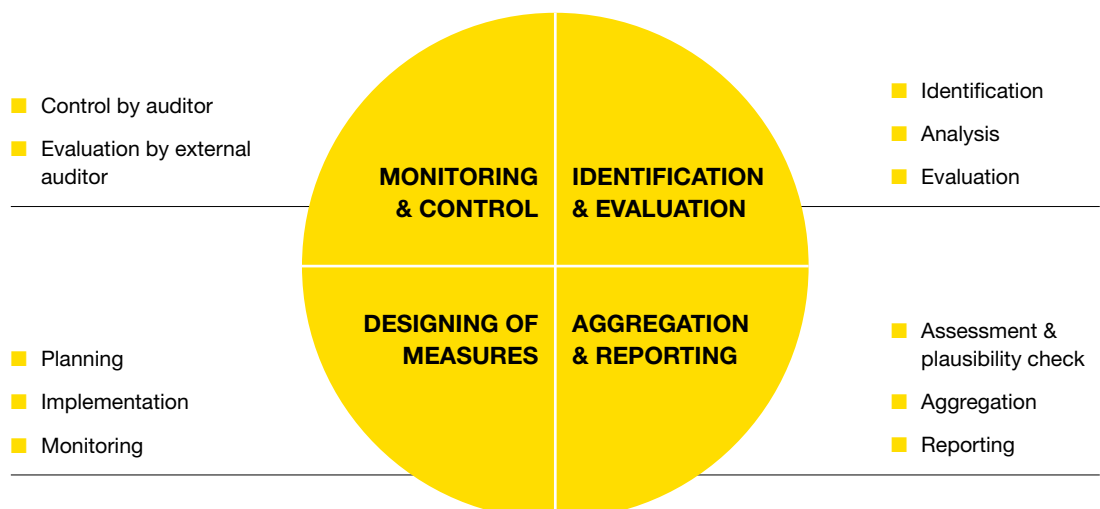 Control by auditor
Evaluation by external
auditor
MONITORING
& CONTROL
IDENTIFICATION
& EVALUATION
Identification
Analysis
Evaluation
Planning
Implementation
Monitoring
DESIGNING OF
MEASURES
AGGREGATION
& REPORTING
Assessment &
plausibility check
Aggregation
Reporting